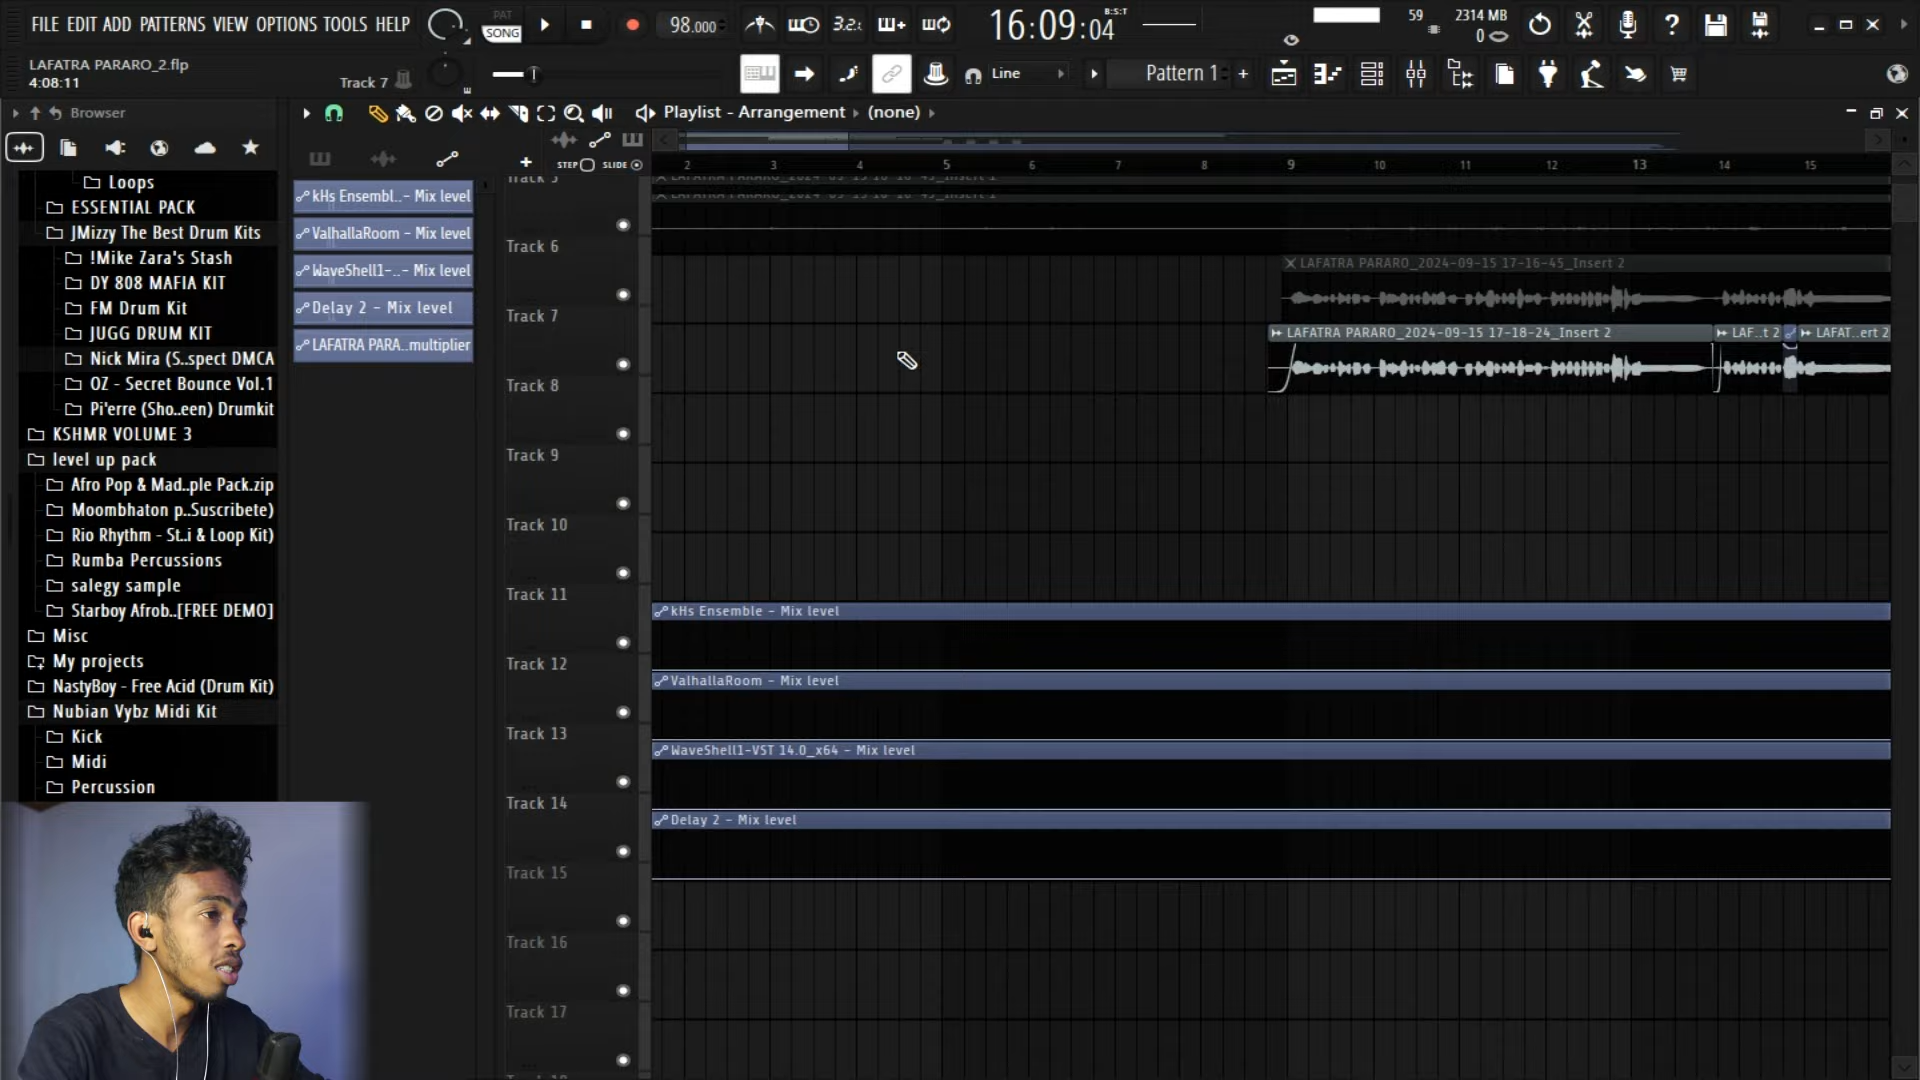 FILE EDIT ADD PATTERNS VIEW OPTIONS TOOLS HELP
PAT
SONG
98.000
3.2.
16:09:04
B:S:T
59
2314 MB
0
LAFATRA PARARO_2.flp
4:08:11
Track 7
Line
Pattern 1
Browser
Playlist - Arrangement
(none)
STEP
SLIDE
2 3 4 5 6 7 8 9 10 11 12 13 14 15
Loops
ESSENTIAL PACK
JMizzy The Best Drum Kits
!Mike Zara's Stash
DY 808 MAFIA KIT
FM Drum Kit
JUGG DRUM KIT
Nick Mira (S..spect DMCA
OZ - Secret Bounce Vol.1
Pi'erre (Sho..een) Drumkit
KSHMR VOLUME 3
level up pack
Afro Pop & Mad..ple Pack.zip
Moombhaton p..Suscribete)
Rio Rhythm - St..i & Loop Kit)
Rumba Percussions
salegy sample
Starboy Afrob..[FREE DEMO]
Misc
My projects
NastyBoy - Free Acid (Drum Kit)
Nubian Vybz Midi Kit
Kick
Midi
Percussion
kHs Ensembl..- Mix level
ValhallaRoom - Mix level
WaveShell1-..- Mix level
Delay 2 - Mix level
LAFATRA PARA..multiplier
Track 5
Track 6
Track 7
Track 8
Track 9
Track 10
Track 11
Track 12
Track 13
Track 14
Track 15
Track 16
Track 17
LAFATRA PARARO_2024-09-15 17-16-45_Insert 2
LAFATRA PARARO_2024-09-15 17-18-24_Insert 2
LAF..t 2
LAFAT..ert 2
kHs Ensemble - Mix level
ValhallaRoom - Mix level
WaveShell1-VST 14.0_x64 - Mix level
Delay 2 - Mix level